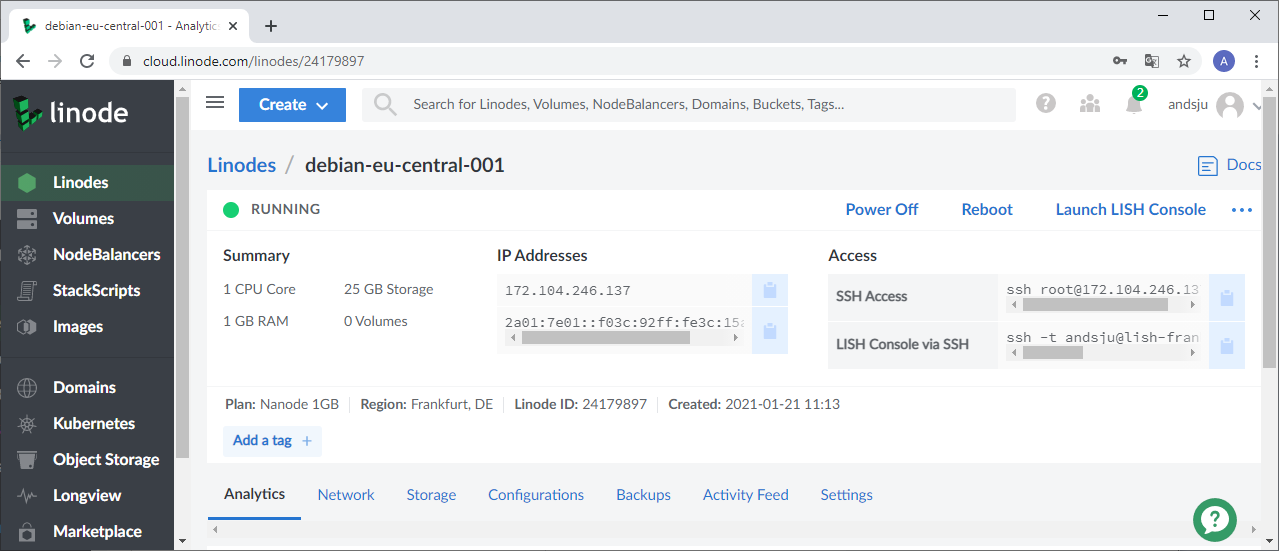 debian-eu-central-001 - Analytic
cloud.linode.com/linodes/24179897
A
linode
Create
Search for Linodes, Volumes, NodeBalancers, Domains, Buckets, Tags...
2
andsju
Linodes
Volumes
NodeBalancers
StackScripts
Images
Domains
Kubernetes
Object Storage
Longview
Marketplace
Linodes / debian-eu-central-001
Docs
RUNNING
Power Off Reboot Launch LISH Console
Summary
1 CPU Core 25 GB Storage
1 GB RAM 0 Volumes
IP Addresses
172.104.246.137
2a01:7e01::f03c:92ff:fe3c:15a
Access
SSH Access ssh root@172.104.246.13
LISH Console via SSH ssh -t andsju@lish-fran
Plan: Nanode 1GB Region: Frankfurt, DE Linode ID: 24179897 Created: 2021-01-21 11:13
Add a tag +
Analytics Network Storage Configurations Backups Activity Feed Settings